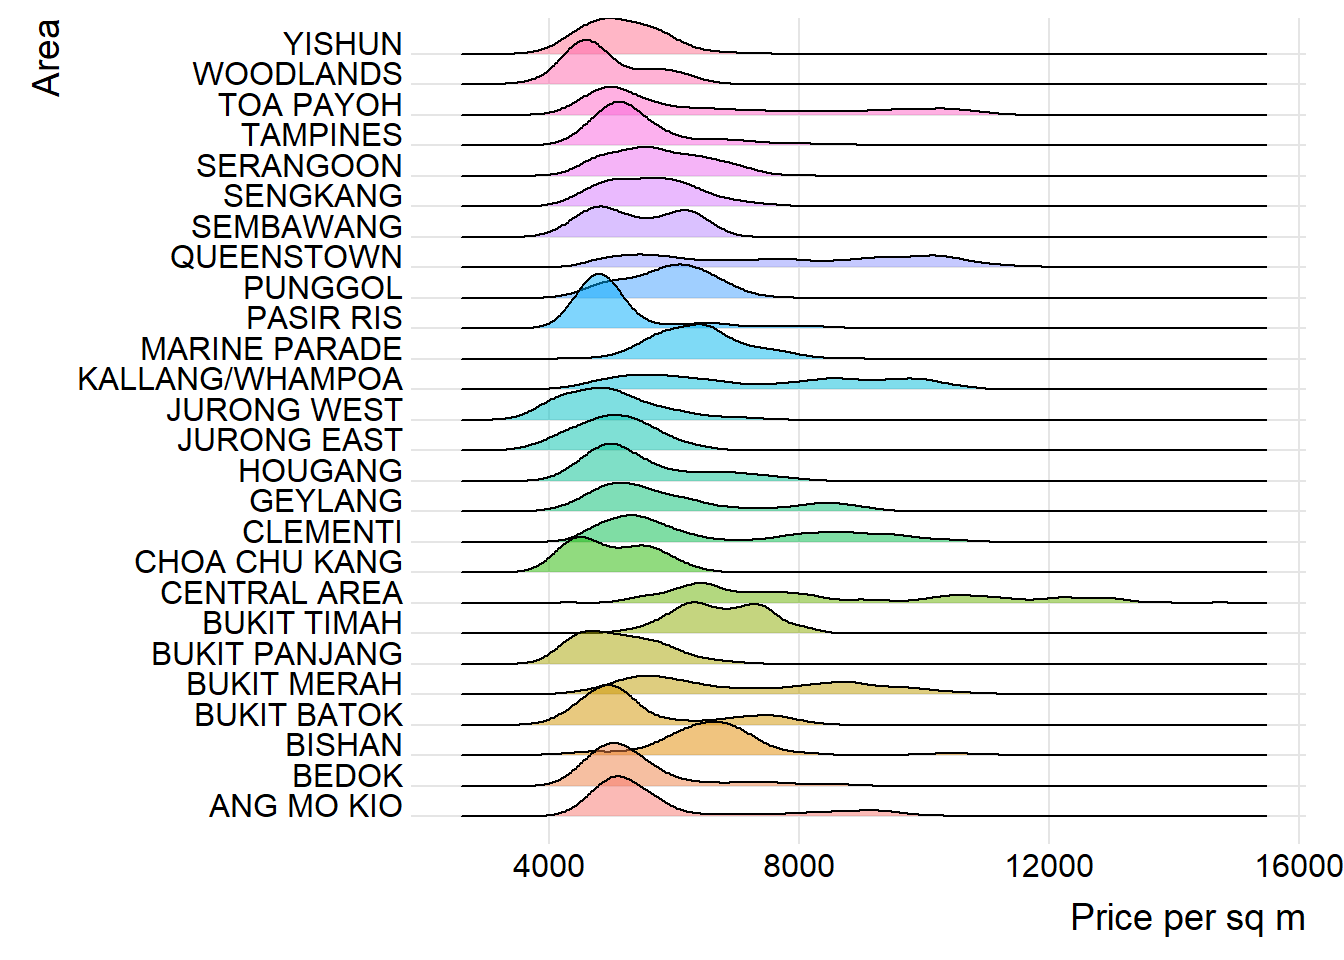 Area
YISHUN
WOODLANDS
TOA PAYOH
TAMPINES
SERANGOON
SENGKANG
SEMBAWANG
QUEENSTOWN
PUNGGOL
PASIR RIS
MARINE PARADE
KALLANG/WHAMPOA
JURONG WEST
JURONG EAST
HOUGANG
GEYLANG
CLEMENTI
CHOA CHU KANG
CENTRAL AREA
BUKIT TIMAH
BUKIT PANJANG
BUKIT MERAH
BUKIT BATOK
BISHAN
BEDOK
ANG MO KIO
4000 8000 12000 16000
Price per sq m